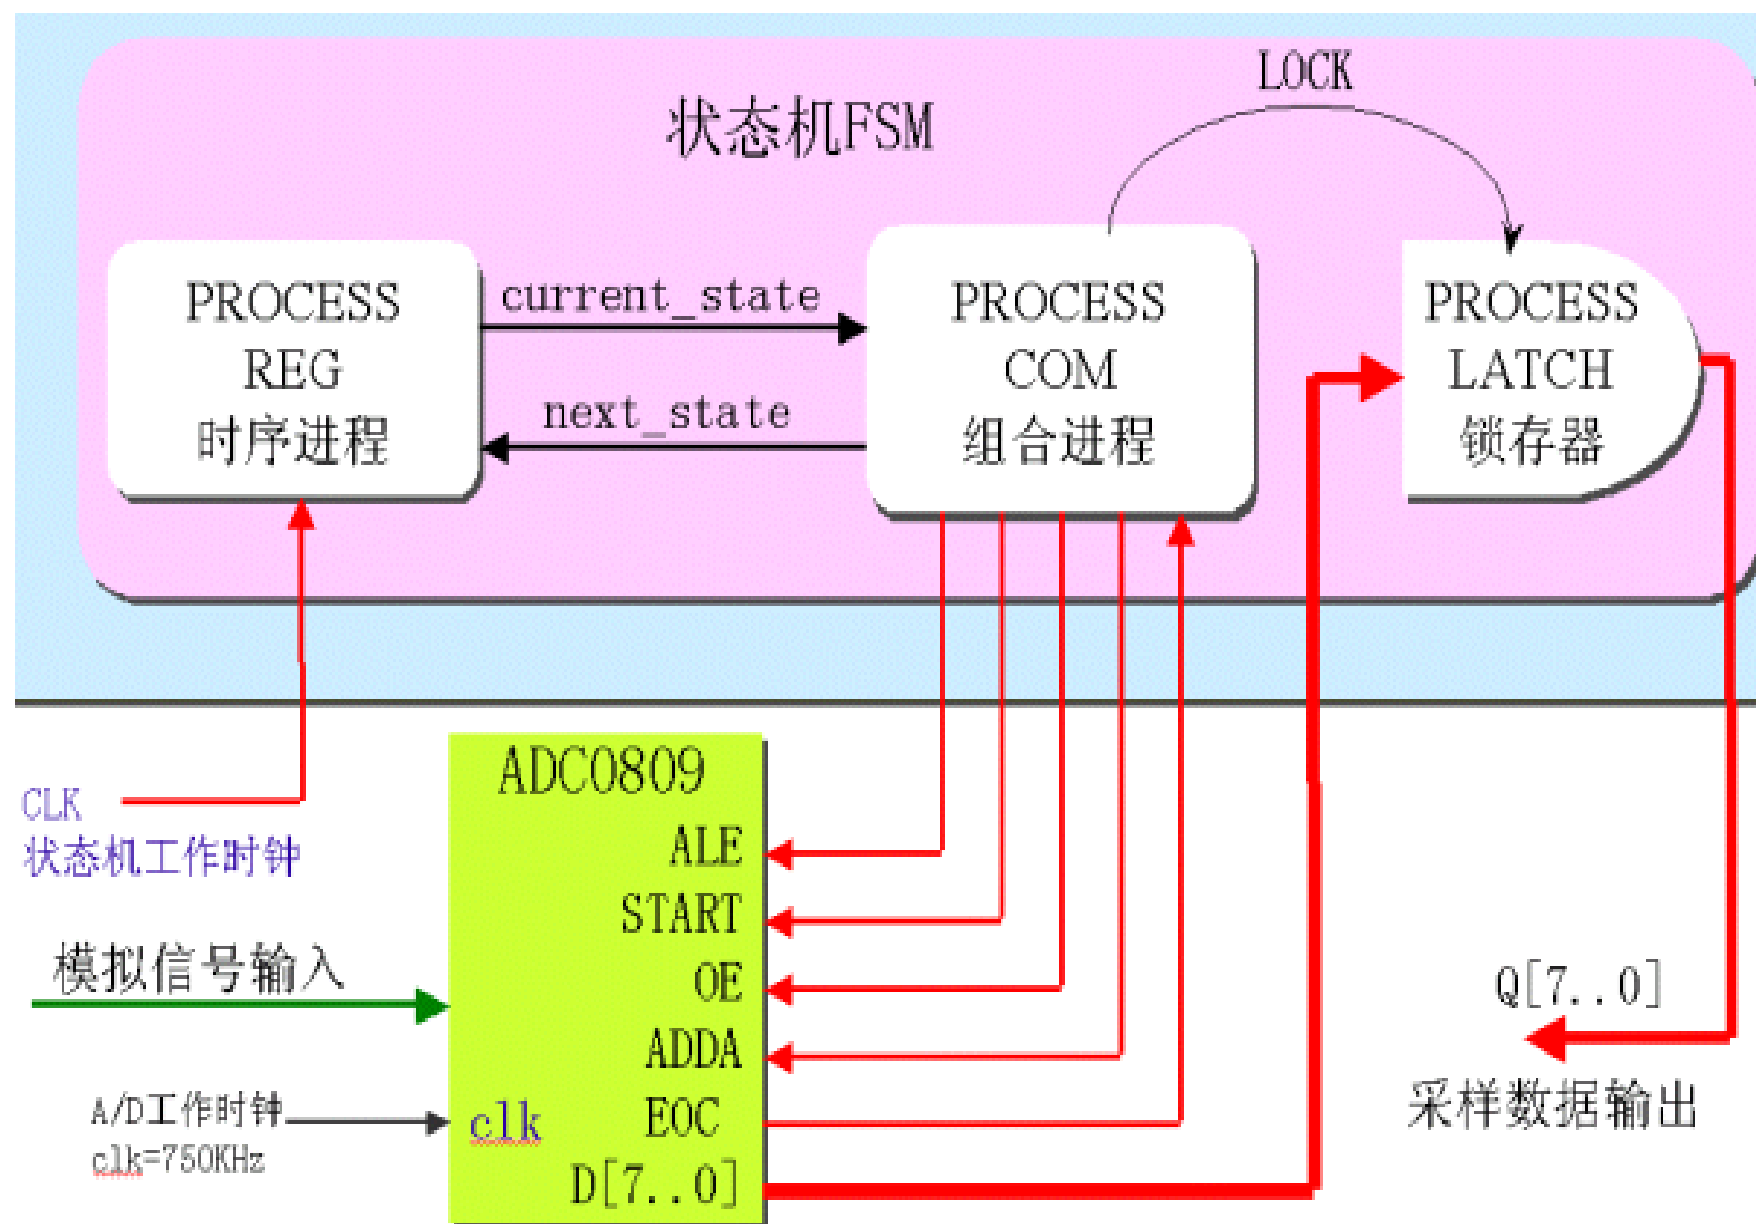 LOCK
状态机FSM
PROCESS
REG
时序进程
current_state
next_state
PROCESS
COM
组合进程
PROCESS
LATCH
锁存器
CLK
状态机工作时钟
模拟信号输入
A/D工作时钟
clk=750KHz
ADC0809
ALE
START
OE
ADDA
clk EOC
D[7..0]
Q[7..0]
采样数据输出